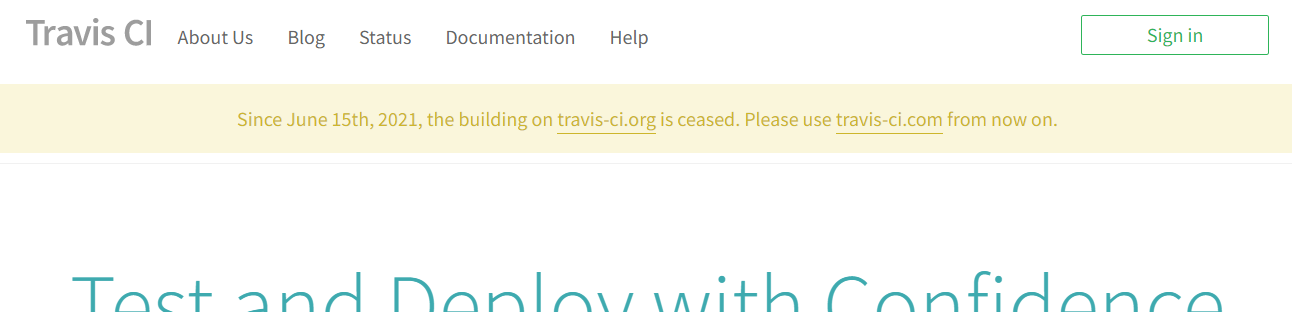 Travis CI About Us Blog Status Documentation Help Sign in
Since June 15th, 2021, the building on travis-ci.org is ceased. Please use travis-ci.com from now on.
Test and Deploy with Confidence